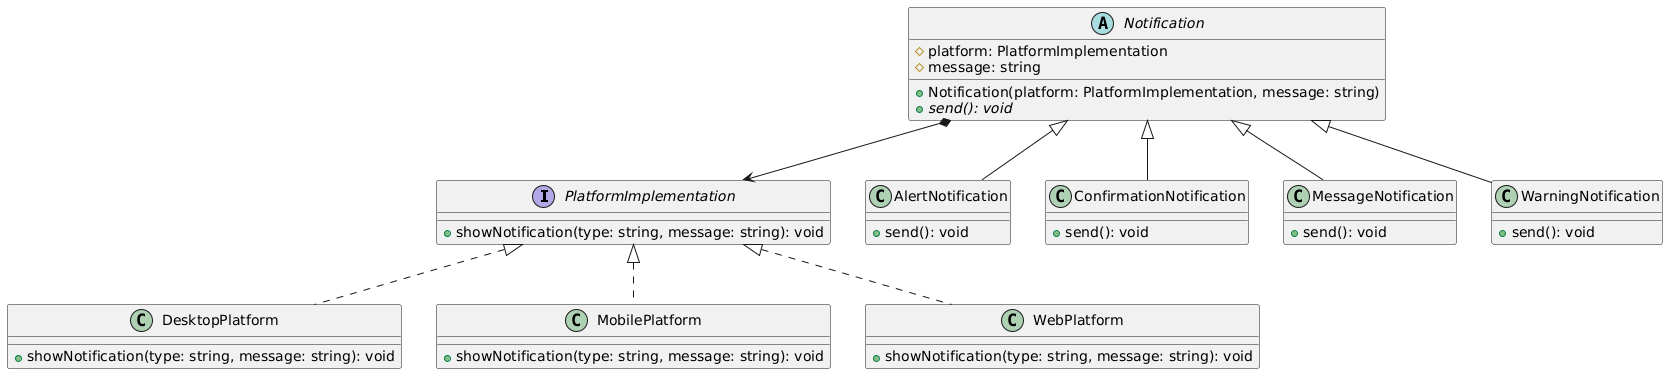 A Notification
platform: PlatformImplementation
message: string
Notification(platform: PlatformImplementation, message: string)
send(): void
I PlatformImplementation
showNotification(type: string, message: string): void
C AlertNotification
send(): void
C ConfirmationNotification
send(): void
C MessageNotification
send(): void
C WarningNotification
send(): void
C DesktopPlatform
showNotification(type: string, message: string): void
C MobilePlatform
showNotification(type: string, message: string): void
C WebPlatform
showNotification(type: string, message: string): void